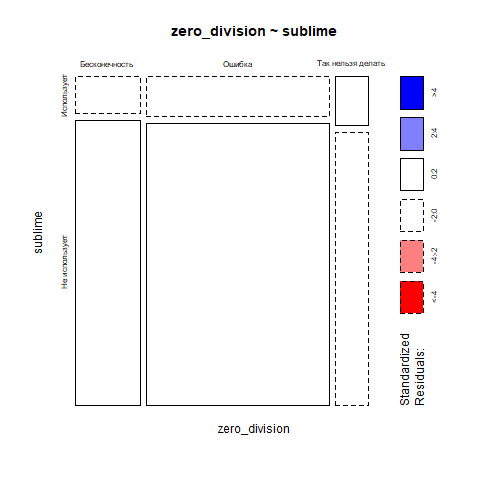 zero_division ~ sublime
Бесконечность
Ошибка
Так нельзя делать
Использует
Не использует
sublime
zero_division
>4
2:4
0:2
-2:0
-4:-2
<-4
Standardized
Residuals: